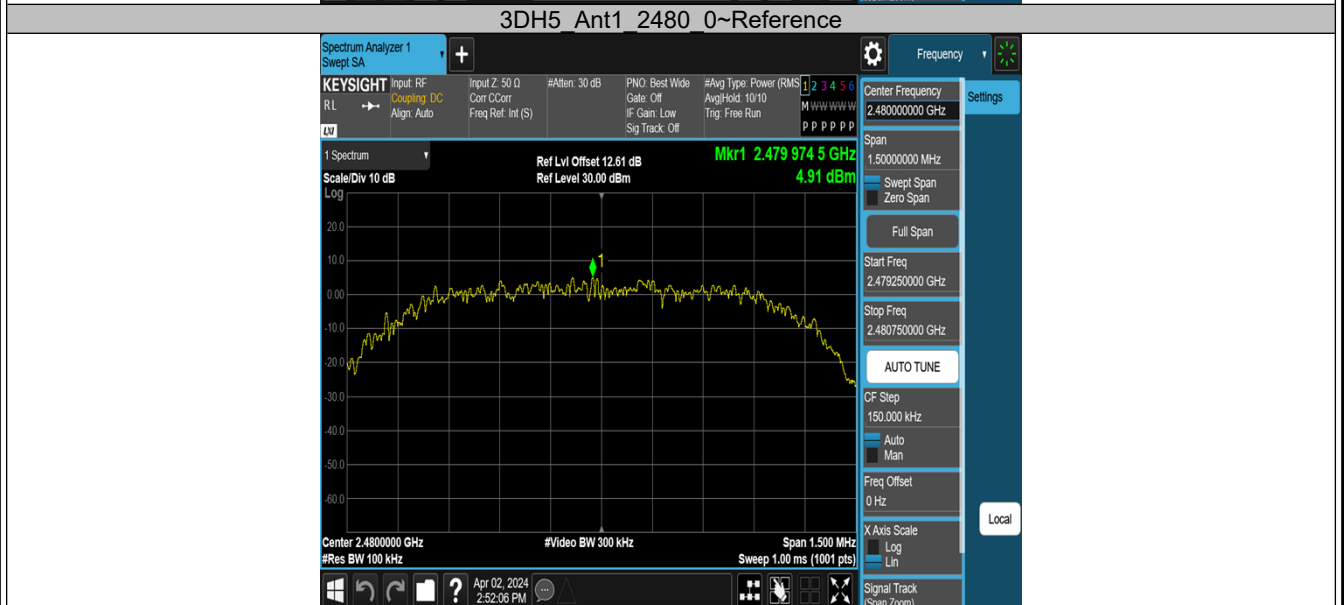 3DH5_Ant1_2480_0~Reference
Spectrum Analyzer 1
Swept SA
+
Frequency
KEYSIGHT
RL
LXI
Input: RF
Coupling: DC
Align: Auto
Input Z: 50 Ω
Corr CCorr
Freq Ref: Int (S)
#Atten: 30 dB
PNO: Best Wide
Gate: Off
IF Gain: Low
Sig Track: Off
#Avg Type: Power (RMS
Avg|Hold: 10/10
Trig: Free Run
1 2 3 4 5 6
M W W W W W
P P P P P P
1 Spectrum
Scale/Div 10 dB
Ref Lvl Offset 12.61 dB
Ref Level 30.00 dBm
Mkr1 2.479 974 5 GHz
4.91 dBm
Log
20.0
10.0
0.00
-10.0
-20.0
-30.0
-40.0
-50.0
-60.0
1
Center 2.4800000 GHz
#Res BW 100 kHz
#Video BW 300 kHz
Span 1.500 MHz
Sweep 1.00 ms (1001 pts)
Center Frequency
2.480000000 GHz
Settings
Span
1.50000000 MHz
Swept Span
Zero Span
Full Span
Start Freq
2.479250000 GHz
Stop Freq
2.480750000 GHz
AUTO TUNE
CF Step
150.000 kHz
Auto
Man
Freq Offset
0 Hz
Local
X Axis Scale
Log
Lin
Signal Track
(Span Zoom)
?
Apr 02, 2024
2:52:06 PM